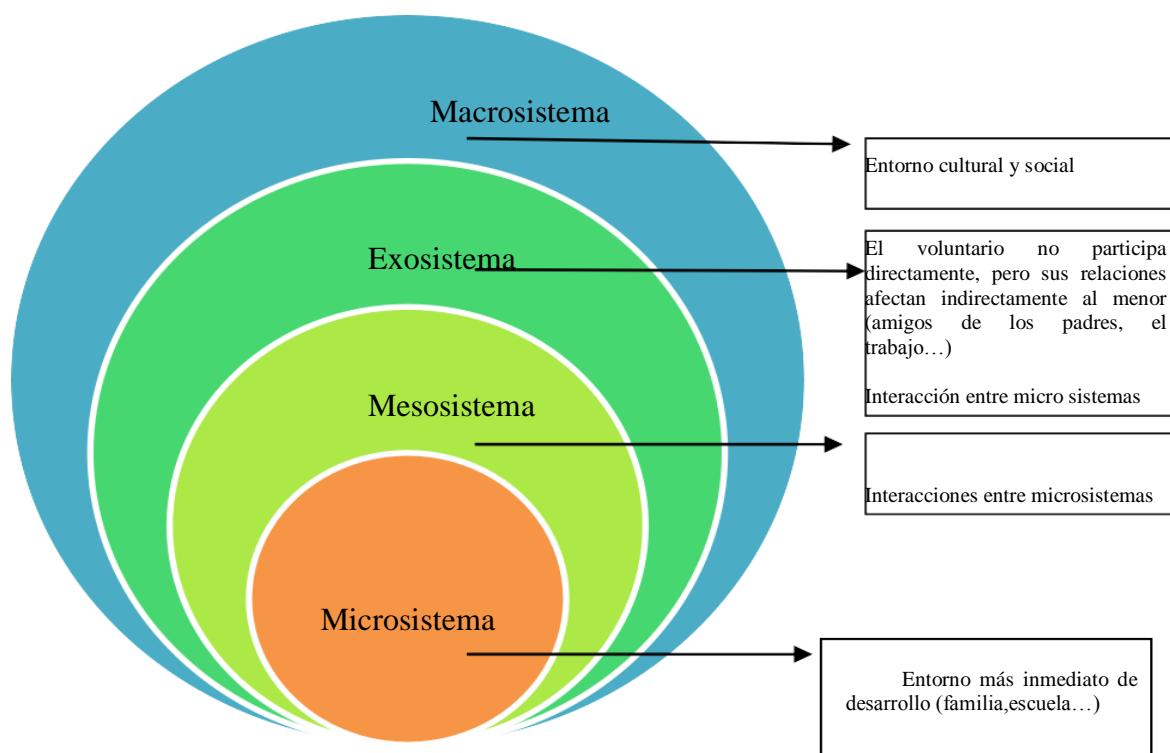 Macrosistema
Entorno cultural y social
Exosistema
El voluntario no participa
directamente, pero sus relaciones
afectan indirectamente al menor
(amigos de los padres, el
trabajo…)
Interacción entre micro sistemas
Mesosistema
Interacciones entre microsistemas
Microsistema
Entorno más inmediato de
desarrollo (familia,escuela…)